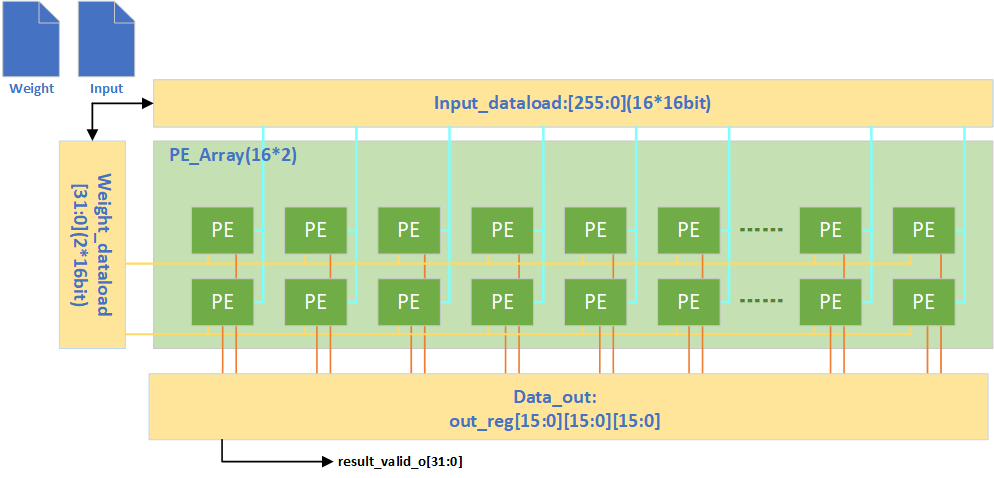 Weight
Input
Input_dataload:[255:0](16*16bit)
PE_Array(16*2)
Weight_dataload
[31:0](2*16bit)
PE PE PE PE PE PE PE PE
PE PE PE PE PE PE PE PE
Data_out:
out_reg[15:0][15:0][15:0]
result_valid_o[31:0]